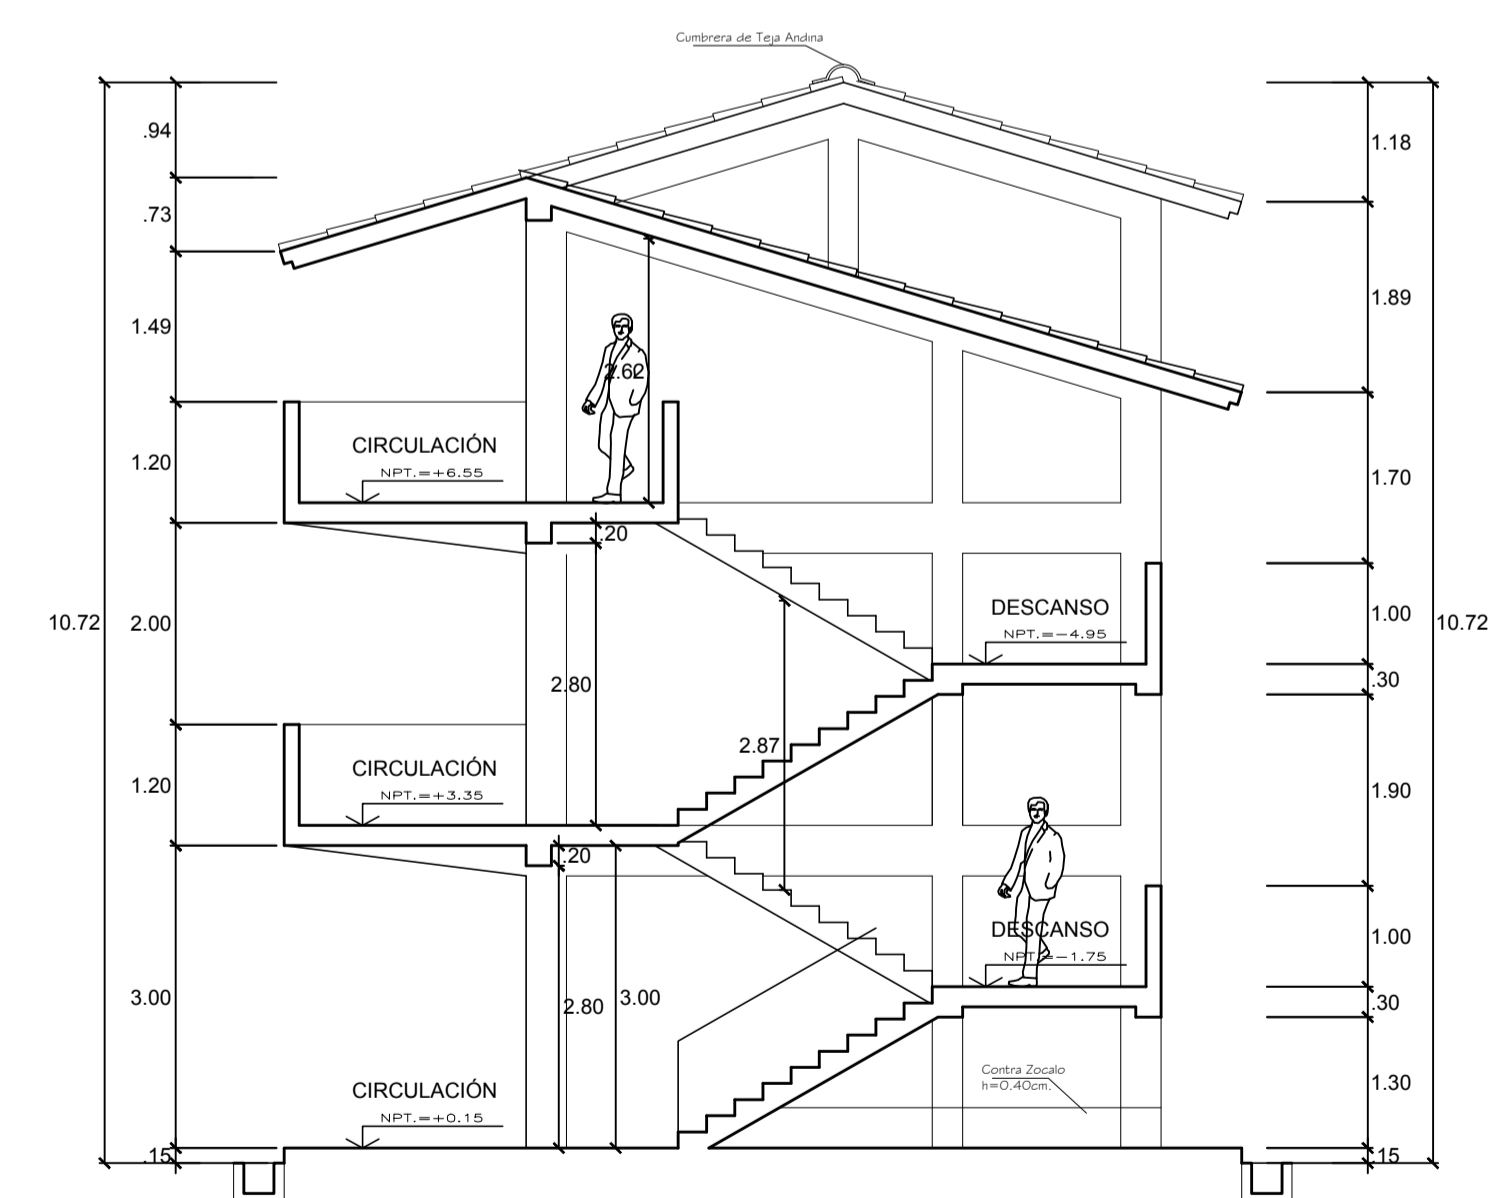 Cumbrera de Teja Andina
.94
1.18
.73
1.89
1.49
2.62
CIRCULACIÓN
NPT.=+6.55
1.20
1.70
.20
DESCANSO
NPT.=-4.95
10.72
2.00
1.00
10.72
2.80
.30
2.87
CIRCULACIÓN
NPT.=+3.35
1.20
1.90
.20
DESCANSO
NPT.=-1.75
1.00
3.00
2.80
3.00
.30
Contra Zocalo
h=0.40cm.
1.30
CIRCULACIÓN
NPT.=+0.15
.15
.15